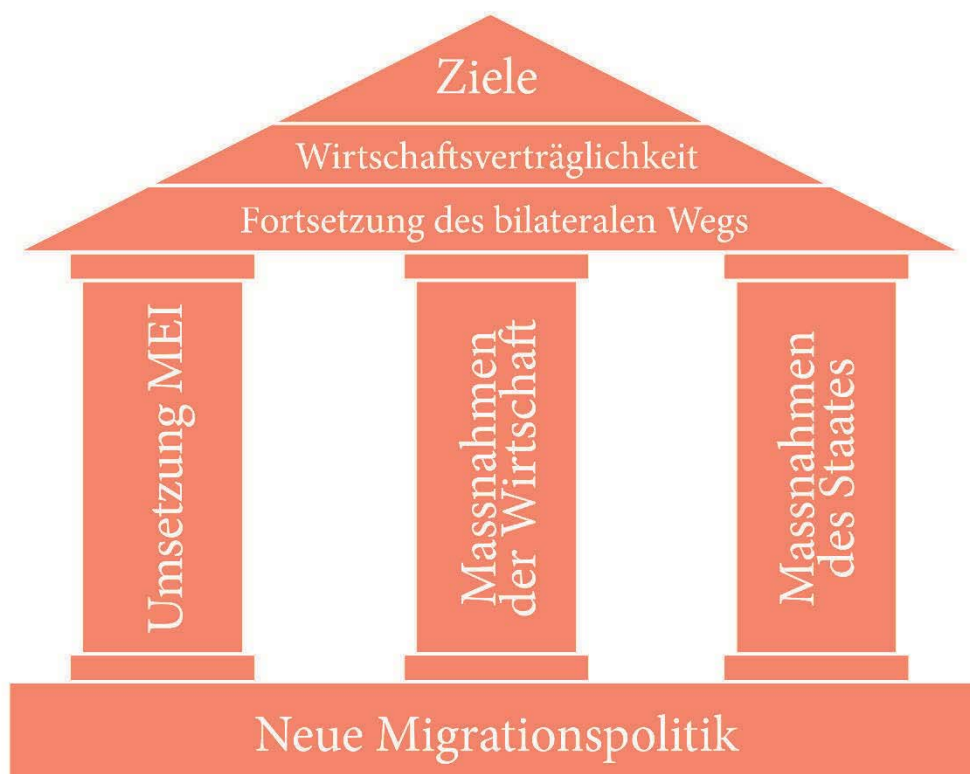 Ziele
Wirtschaftsverträglichkeit
Fortsetzung des bilateralen Wegs
Umsetzung MEI
Massnahmen
der Wirtschaft
Massnahmen
des Staates
Neue Migrationspolitik